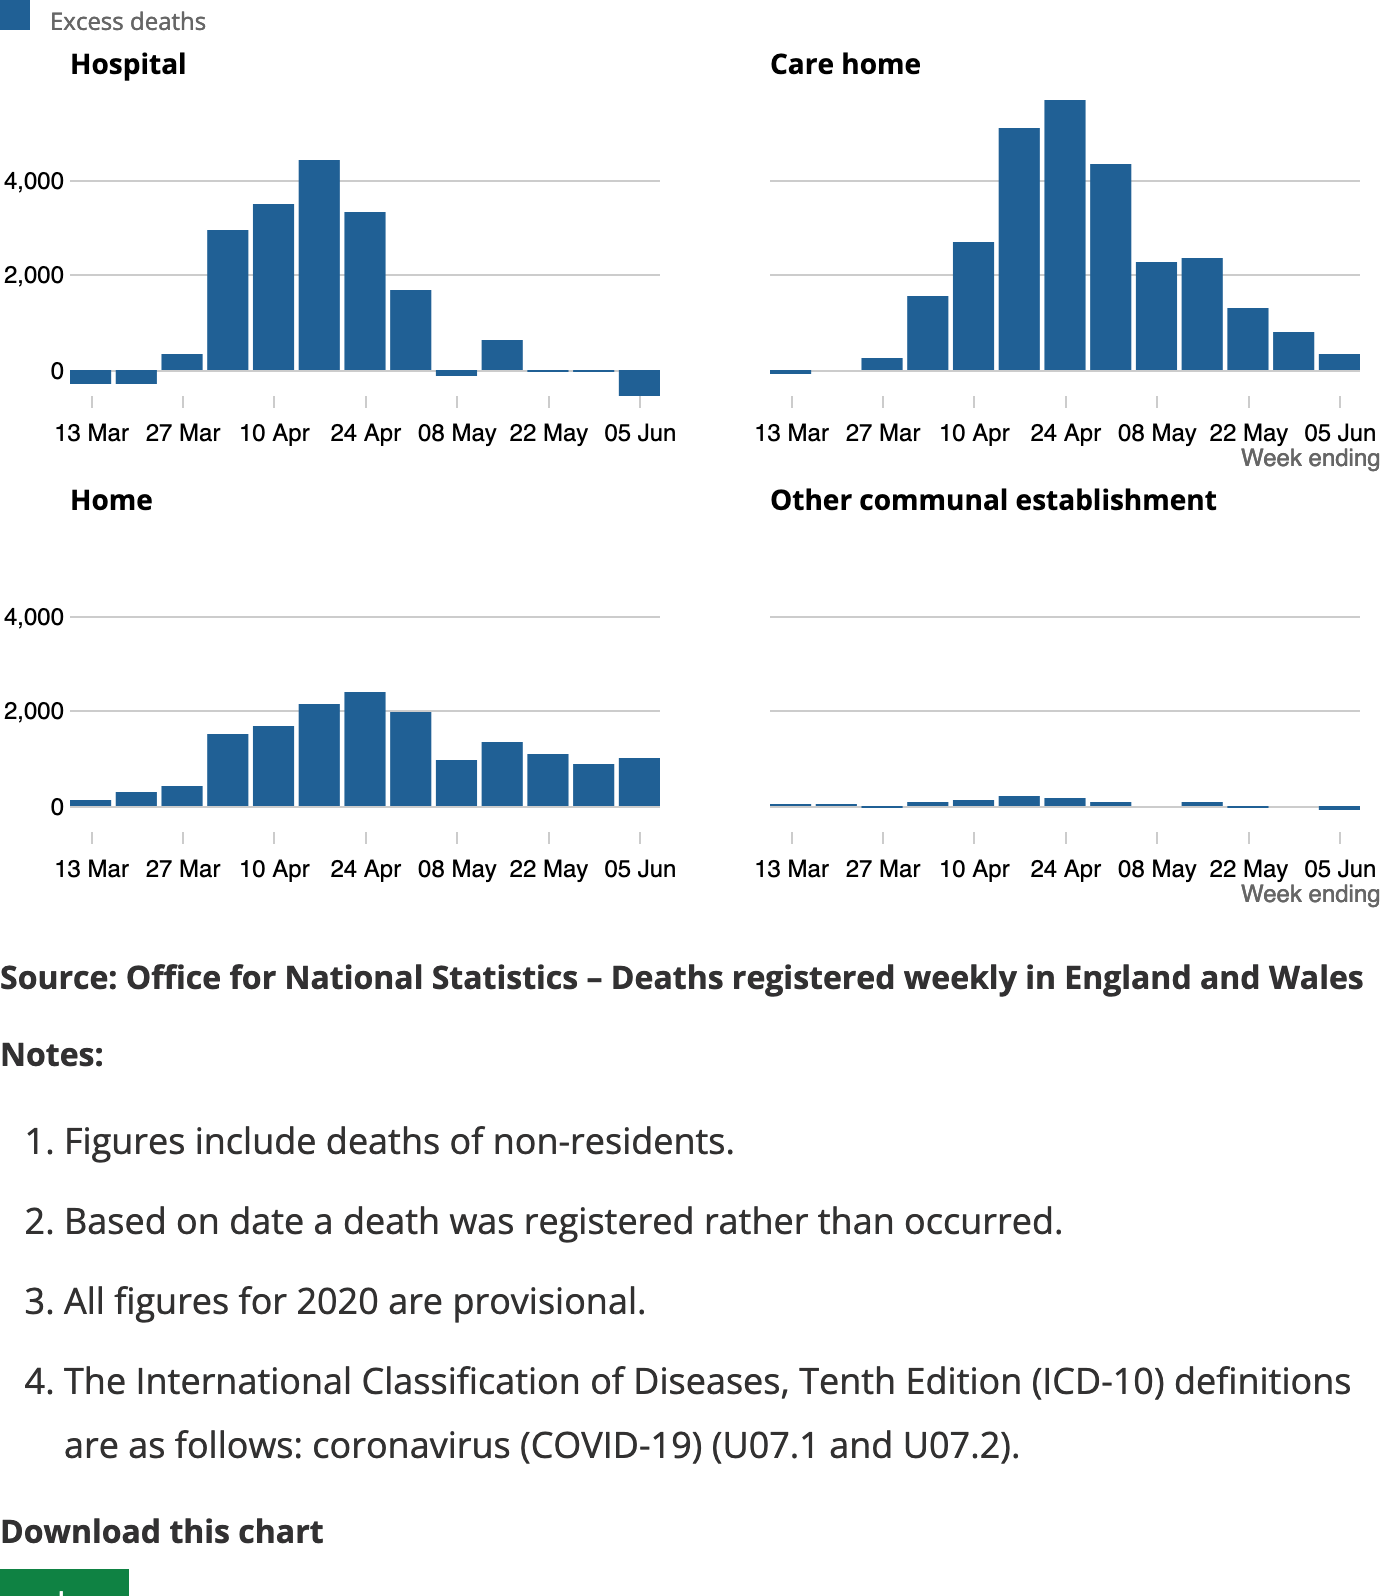 Excess deaths
Hospital
4,000
2,000
0
13 Mar 27 Mar 10 Apr 24 Apr 08 May 22 May 05 Jun
Care home
13 Mar 27 Mar 10 Apr 24 Apr 08 May 22 May 05 Jun
Week ending
Home
4,000
2,000
0
13 Mar 27 Mar 10 Apr 24 Apr 08 May 22 May 05 Jun
Other communal establishment
13 Mar 27 Mar 10 Apr 24 Apr 08 May 22 May 05 Jun
Week ending
Source: Office for National Statistics – Deaths registered weekly in England and Wales
Notes:
1. Figures include deaths of non-residents.
2. Based on date a death was registered rather than occurred.
3. All figures for 2020 are provisional.
4. The International Classification of Diseases, Tenth Edition (ICD-10) definitions
are as follows: coronavirus (COVID-19) (U07.1 and U07.2).
Download this chart